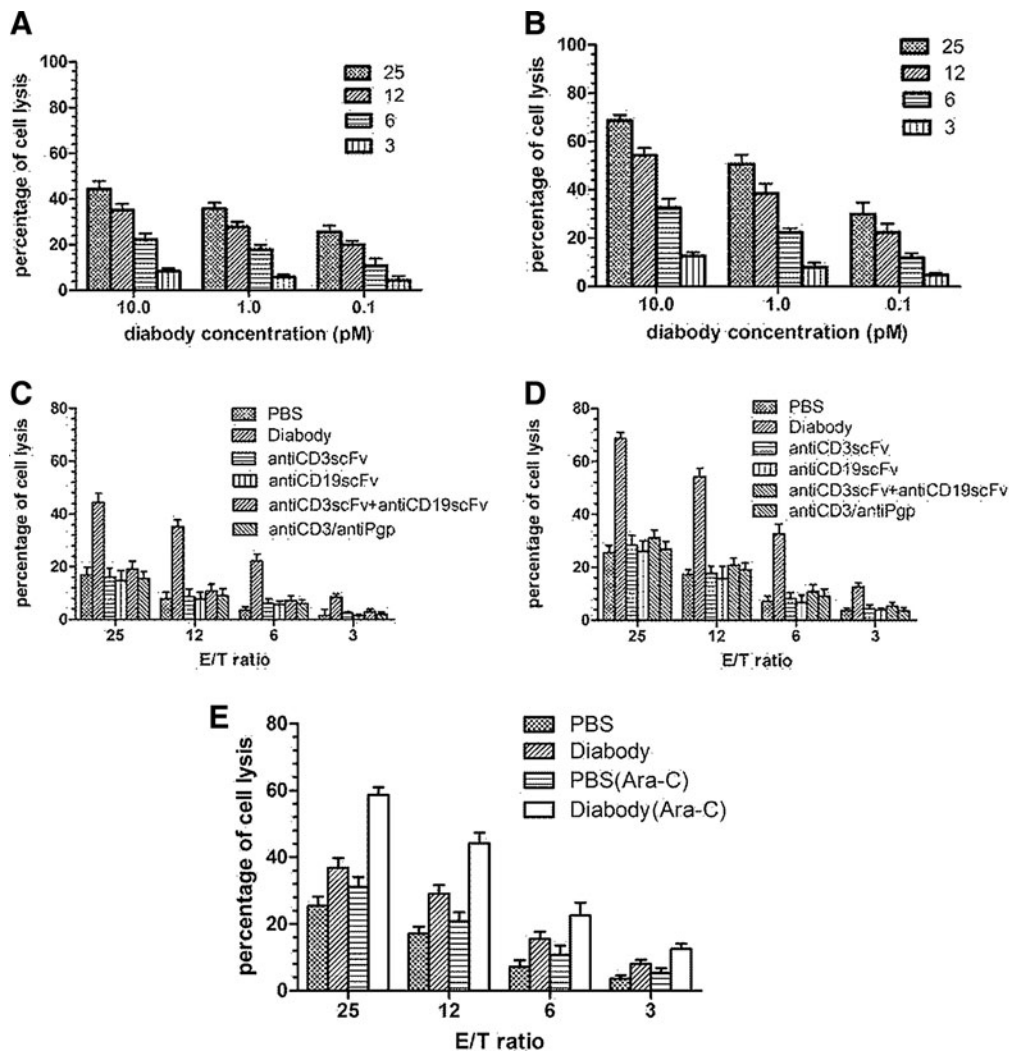 A
percentage of cell lysis
100
80
60
40
20
0
25
12
6
3
10.0
1.0
0.1
diabody concentration (pM)
B
percentage of cell lysis
100
80
60
40
20
0
25
12
6
3
10.0
1.0
0.1
diabody concentration (pM)
C
percentage of cell lysis
80
60
40
20
0
PBS
Diabody
antiCD3scFv
antiCD19scFv
antiCD3scFv+antiCD19scFv
antiCD3/antiPgp
25
12
6
3
E/T ratio
D
percentage of cell lysis
80
60
40
20
0
PBS
Diabody
antiCD3scFv
antiCD19scFv
antiCD3scFv+antiCD19scFv
antiCD3/antiPgp
25
12
6
3
E/T ratio
E
percentage of cell lysis
80
60
40
20
0
PBS
Diabody
PBS(Ara-C)
Diabody(Ara-C)
25
12
6
3
E/T ratio